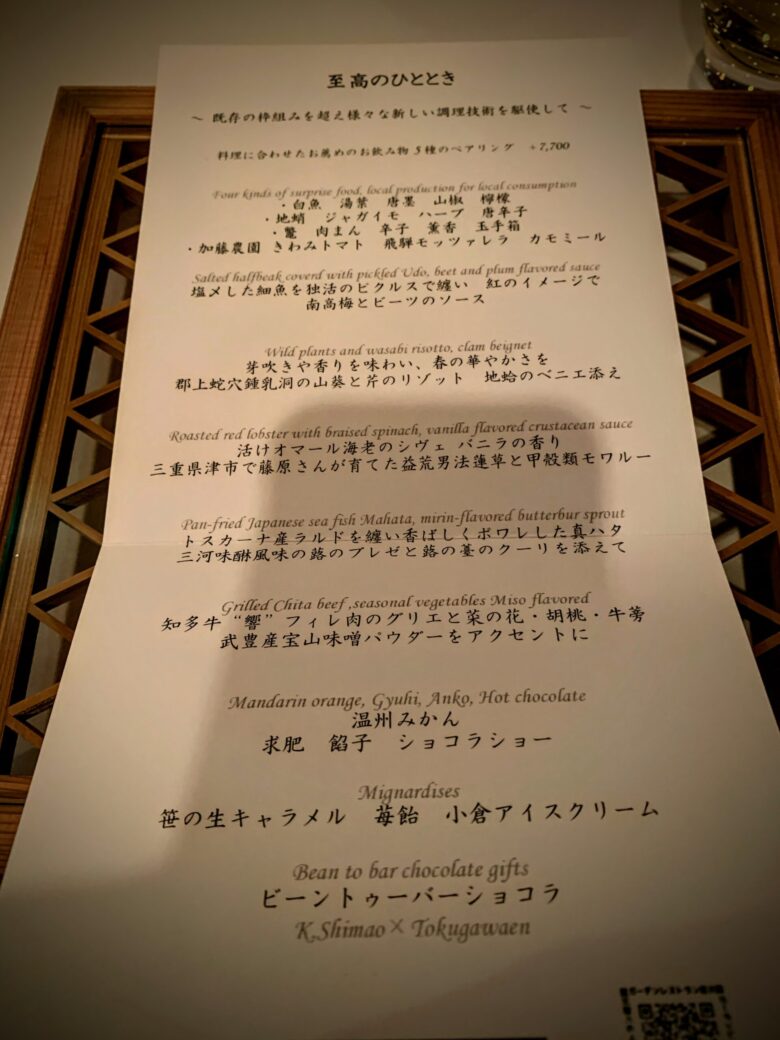 至高のひととき
～ 既存の枠組みを超え様々な新しい調理技術を駆使して ～
料理に合わせたお薦めのお飲み物5種のペアリング +7,700
Four kinds of surprise food, local production for local consumption
・白魚 湯葉 唐墨 山椒 檸檬
・地蛸 ジャガイモ ハーブ 唐辛子
・鼈 肉まん 辛子 薫香 玉手箱
・加藤農園 きわみトマト 飛騨モッツァレラ カモミール
Salted halfbeak coverd with pickled Udo, beet and plum flavored sauce
塩〆した細魚を独活のピクルスで纏い 紅のイメージで
南高梅とビーツのソース
Wild plants and wasabi risotto, clam beignet
芽吹きや香りを味わい、春の華やかさを
郡上蛇穴鍾乳洞の山葵と芹のリゾット 地蛤のベニエ添え
Roasted red lobster with braised spinach, vanilla flavored crustacean sauce
活けオマール海老のシヴェ バニラの香り
三重県津市で藤原さんが育てた益荒男法蓮草と甲殻類モワルー
Pan-fried Japanese sea fish Mahata, mirin-flavored butterbur sprout
トスカーナ産ラルドを纏い香ばしくポワレした真ハタ
三河味醂風味の蕗のブレゼと蕗の薹のクーリを添えて
Grilled Chita beef ,seasonal vegetables Miso flavored
知多牛“響”フィレ肉のグリエと菜の花・胡桃・牛蒡
武豊産宝山味噌パウダーをアクセントに
Mandarin orange, Gyuhi, Anko, Hot chocolate
温州みかん
求肥 餡子 ショコラショー
Mignardises
笹の生キャラメル 苺飴 小倉アイスクリーム
Bean to bar chocolate gifts
ビーントゥーバーショコラ
K.Shimao × Tokugawaen